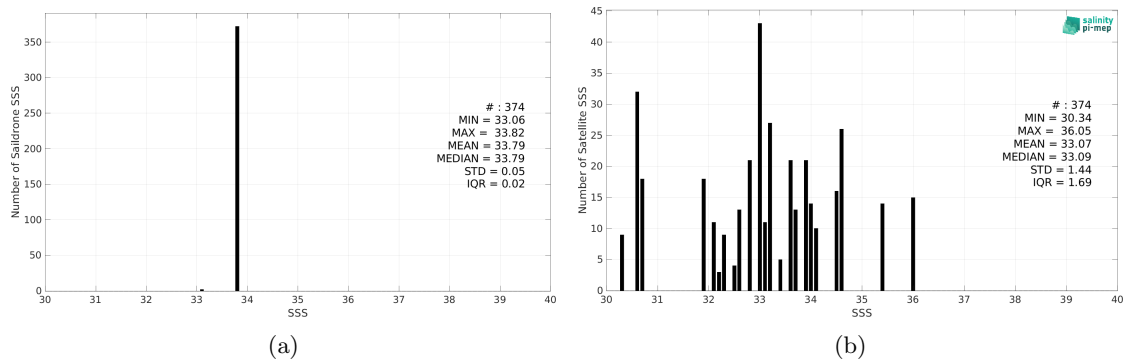 350
300
250
200
150
100
50
0
Number of Saildrone SSS
# : 374
MIN = 33.06
MAX = 33.82
MEAN = 33.79
MEDIAN = 33.79
STD = 0.05
IQR = 0.02
30 31 32 33 34 35 36 37 38 39 40
SSS
(a)
45
40
35
30
25
20
15
10
5
0
Number of Satellite SSS
salinity
pi-mep
# : 374
MIN = 30.34
MAX = 36.05
MEAN = 33.07
MEDIAN = 33.09
STD = 1.44
IQR = 1.69
30 31 32 33 34 35 36 37 38 39 40
SSS
(b)